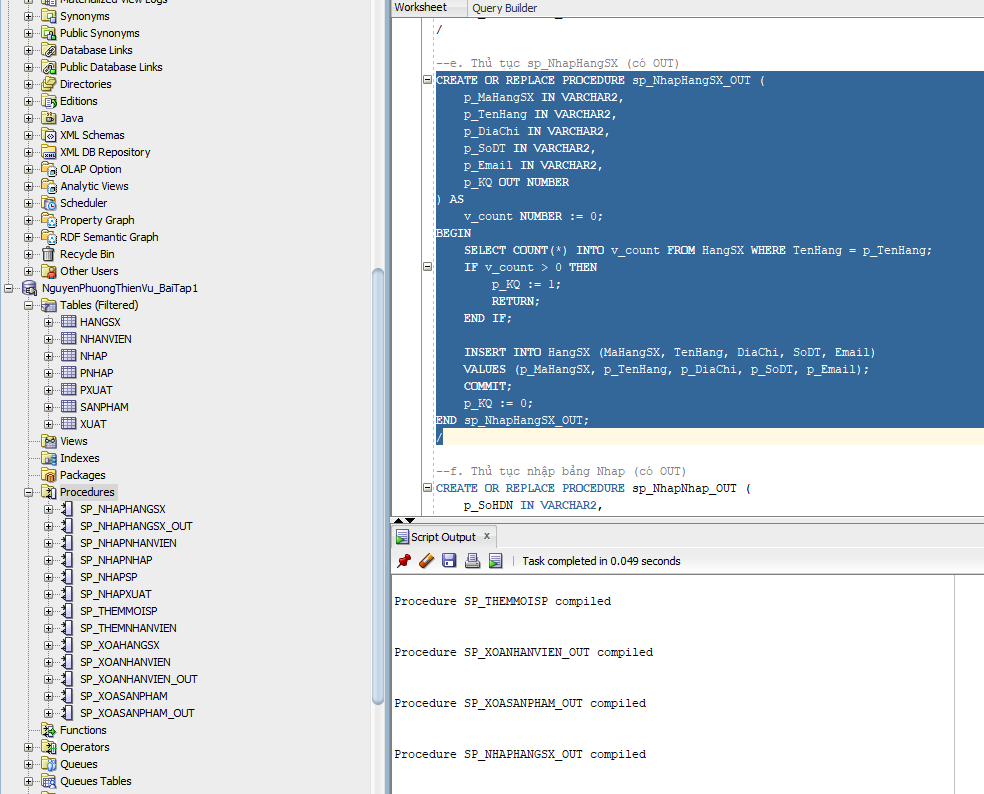 Materialized View Logs
Synonyms
Public Synonyms
Database Links
Public Database Links
Directories
Editions
Java
XML Schemas
XML DB Repository
OLAP Option
Analytic Views
Scheduler
Property Graph
RDF Semantic Graph
Recycle Bin
Other Users
NguyenPhuongThienVu_BaiTap1
Tables (Filtered)
HANGSX
NHANVIEN
NHAP
PNHAP
PXUAT
SANPHAM
XUAT
Views
Indexes
Packages
Procedures
SP_NHAPHANGSX
SP_NHAPHANGSX_OUT
SP_NHAPNHANVIEN
SP_NHAPNHAP
SP_NHAPSP
SP_NHAPXUAT
SP_THEMMOISP
SP_THEMNHANVIEN
SP_XOAHANGSX
SP_XOANHANVIEN
SP_XOANHANVIEN_OUT
SP_XOASANPHAM
SP_XOASANPHAM_OUT
Functions
Operators
Queues
Queues Tables
Worksheet Query Builder
/
--e. Thủ tục sp_NhapHangSX (có OUT)
CREATE OR REPLACE PROCEDURE sp_NhapHangSX_OUT (
p_MaHangSX IN VARCHAR2,
p_TenHang IN VARCHAR2,
p_DiaChi IN VARCHAR2,
p_SoDT IN VARCHAR2,
p_Email IN VARCHAR2,
p_KQ OUT NUMBER
) AS
v_count NUMBER := 0;
BEGIN
SELECT COUNT(*) INTO v_count FROM HangSX WHERE TenHang = p_TenHang;
IF v_count > 0 THEN
p_KQ := 1;
RETURN;
END IF;
INSERT INTO HangSX (MaHangSX, TenHang, DiaChi, SoDT, Email)
VALUES (p_MaHangSX, p_TenHang, p_DiaChi, p_SoDT, p_Email);
COMMIT;
p_KQ := 0;
END sp_NhapHangSX_OUT;
/
--f. Thủ tục nhập bảng Nhap (có OUT)
CREATE OR REPLACE PROCEDURE sp_NhapNhap_OUT (
p_SoHDN IN VARCHAR2,
Script Output x
Task completed in 0.049 seconds
Procedure SP_THEMMOISP compiled
Procedure SP_XOANHANVIEN_OUT compiled
Procedure SP_XOASANPHAM_OUT compiled
Procedure SP_NHAPHANGSX_OUT compiled